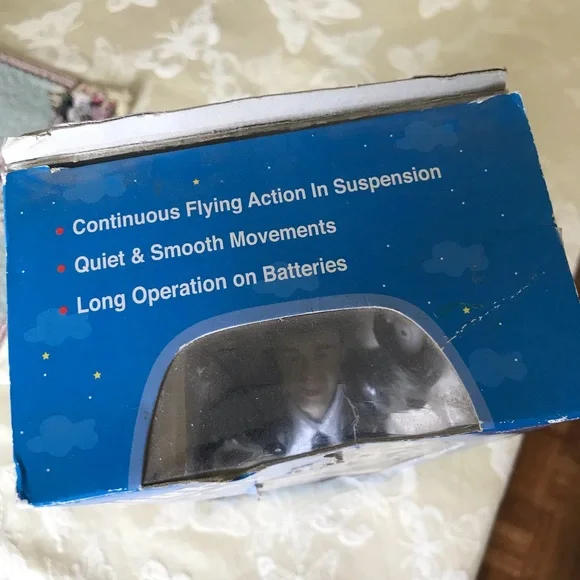 Continuous Flying Action In Suspension
Quiet & Smooth Movements
Long Operation on Batteries